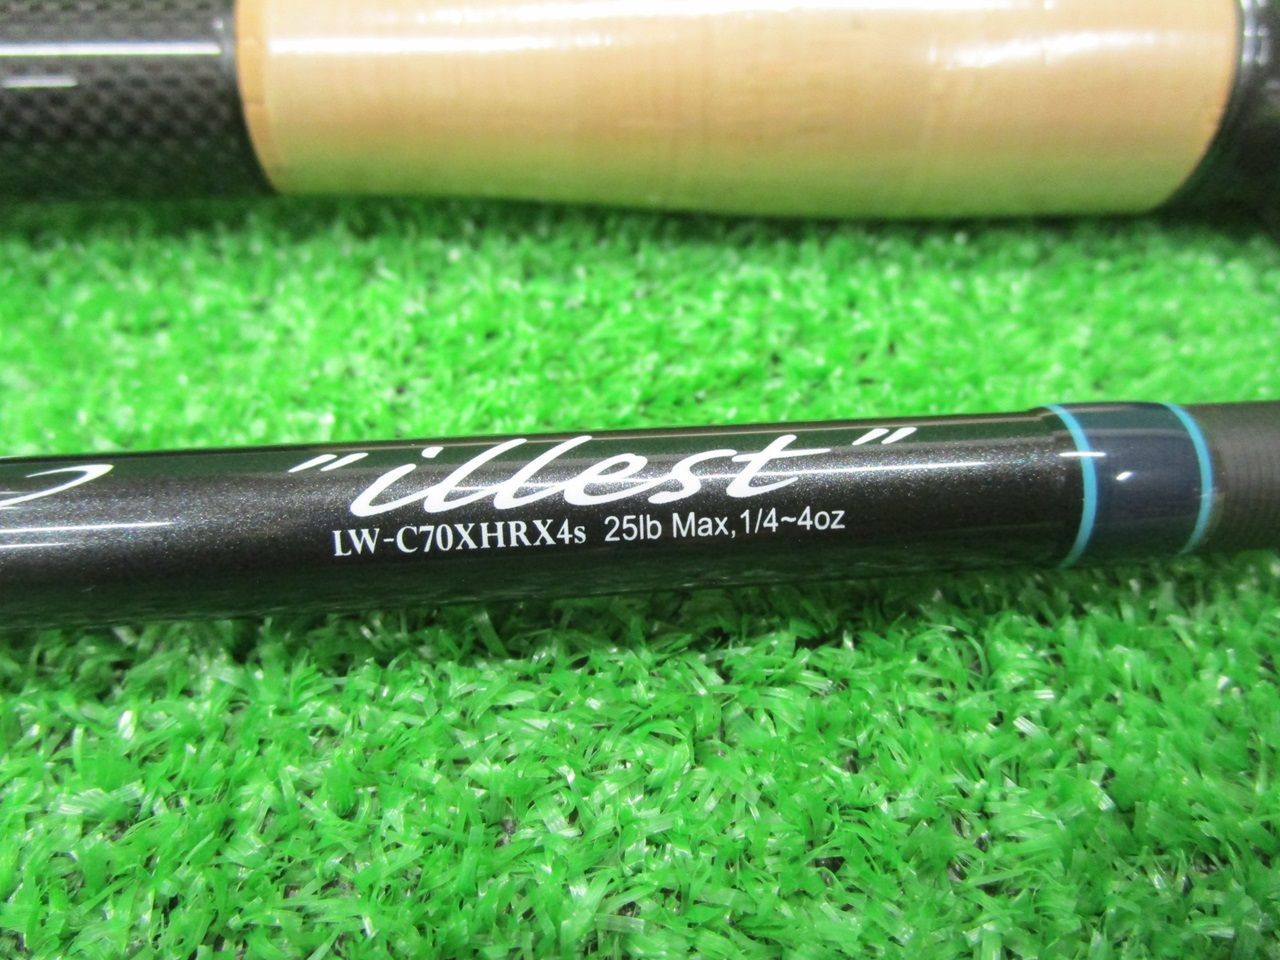 "illest"
LW-C70XHRX4s 25lb Max,1/4~4oz